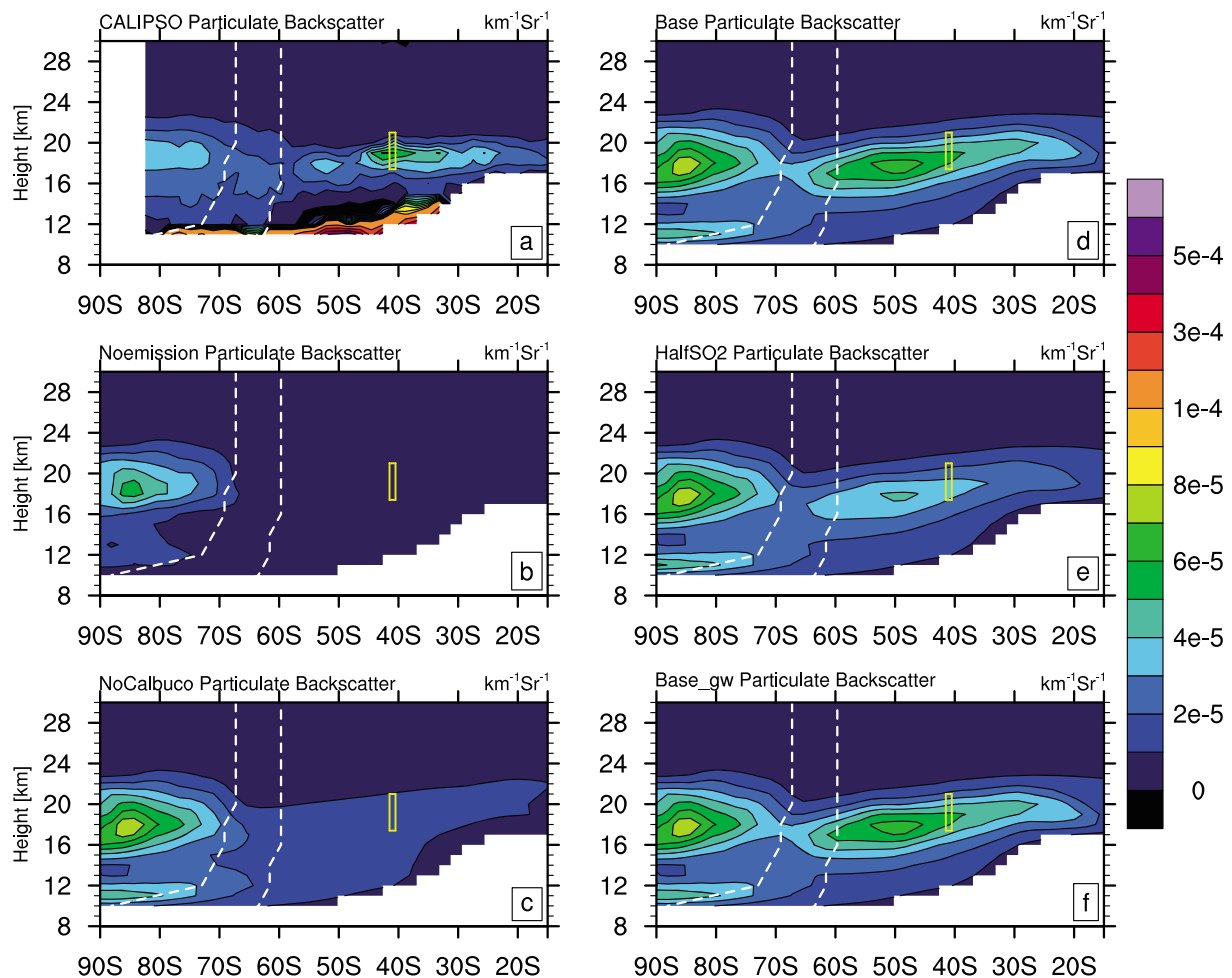 CALIPSO Particulate Backscatter km⁻¹Sr⁻¹
Height [km]
28
24
20
16
12
8
a
90S 80S 70S 60S 50S 40S 30S 20S
Base Particulate Backscatter km⁻¹Sr⁻¹
28
24
20
16
12
8
d
90S 80S 70S 60S 50S 40S 30S 20S
Noemission Particulate Backscatter km⁻¹Sr⁻¹
Height [km]
28
24
20
16
12
8
b
90S 80S 70S 60S 50S 40S 30S 20S
HalfSO2 Particulate Backscatter km⁻¹Sr⁻¹
28
24
20
16
12
8
e
90S 80S 70S 60S 50S 40S 30S 20S
NoCalbuco Particulate Backscatter km⁻¹Sr⁻¹
Height [km]
28
24
20
16
12
8
c
90S 80S 70S 60S 50S 40S 30S 20S
Base_gw Particulate Backscatter km⁻¹Sr⁻¹
28
24
20
16
12
8
f
90S 80S 70S 60S 50S 40S 30S 20S
5e-4
3e-4
1e-4
8e-5
6e-5
4e-5
2e-5
0